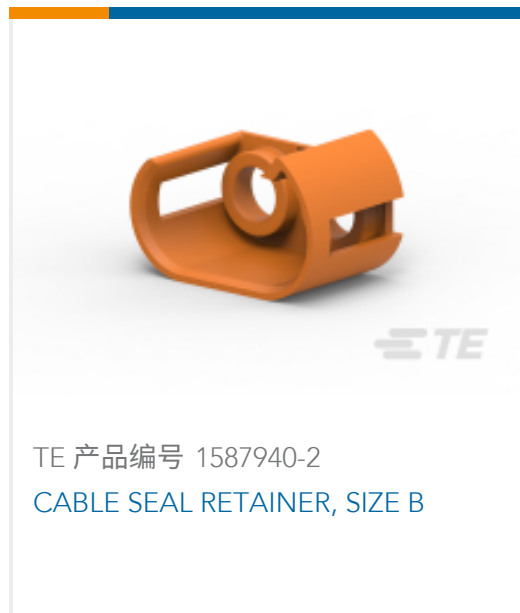 TE
TE 产品编号 1587940-2
CABLE SEAL RETAINER, SIZE B